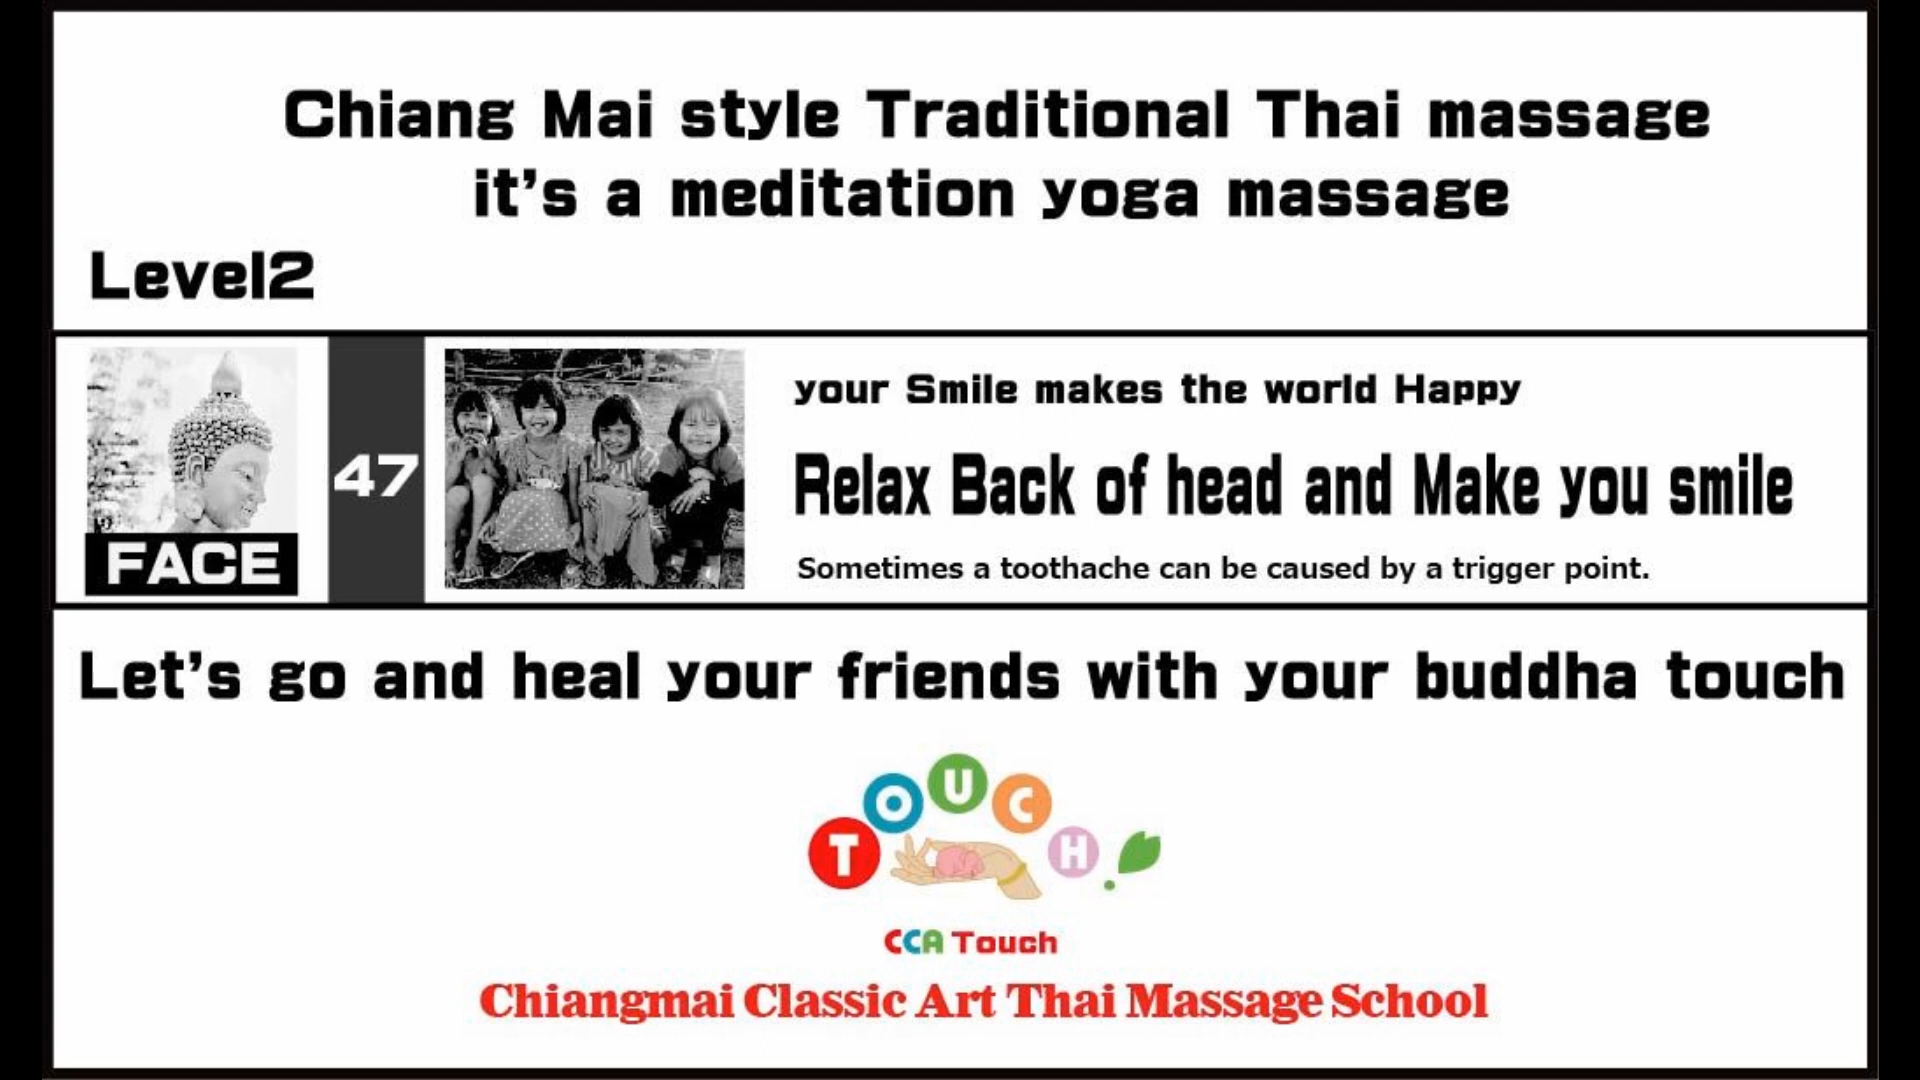 Chiang Mai style Traditional Thai massage
it's a meditation yoga massage
Level2
FACE
47
your Smile makes the world Happy
Relax Back of head and Make you smile
Sometimes a toothache can be caused by a trigger point.
Let's go and heal your friends with your buddha touch
TOUCH
CCA Touch
Chiangmai Classic Art Thai Massage School